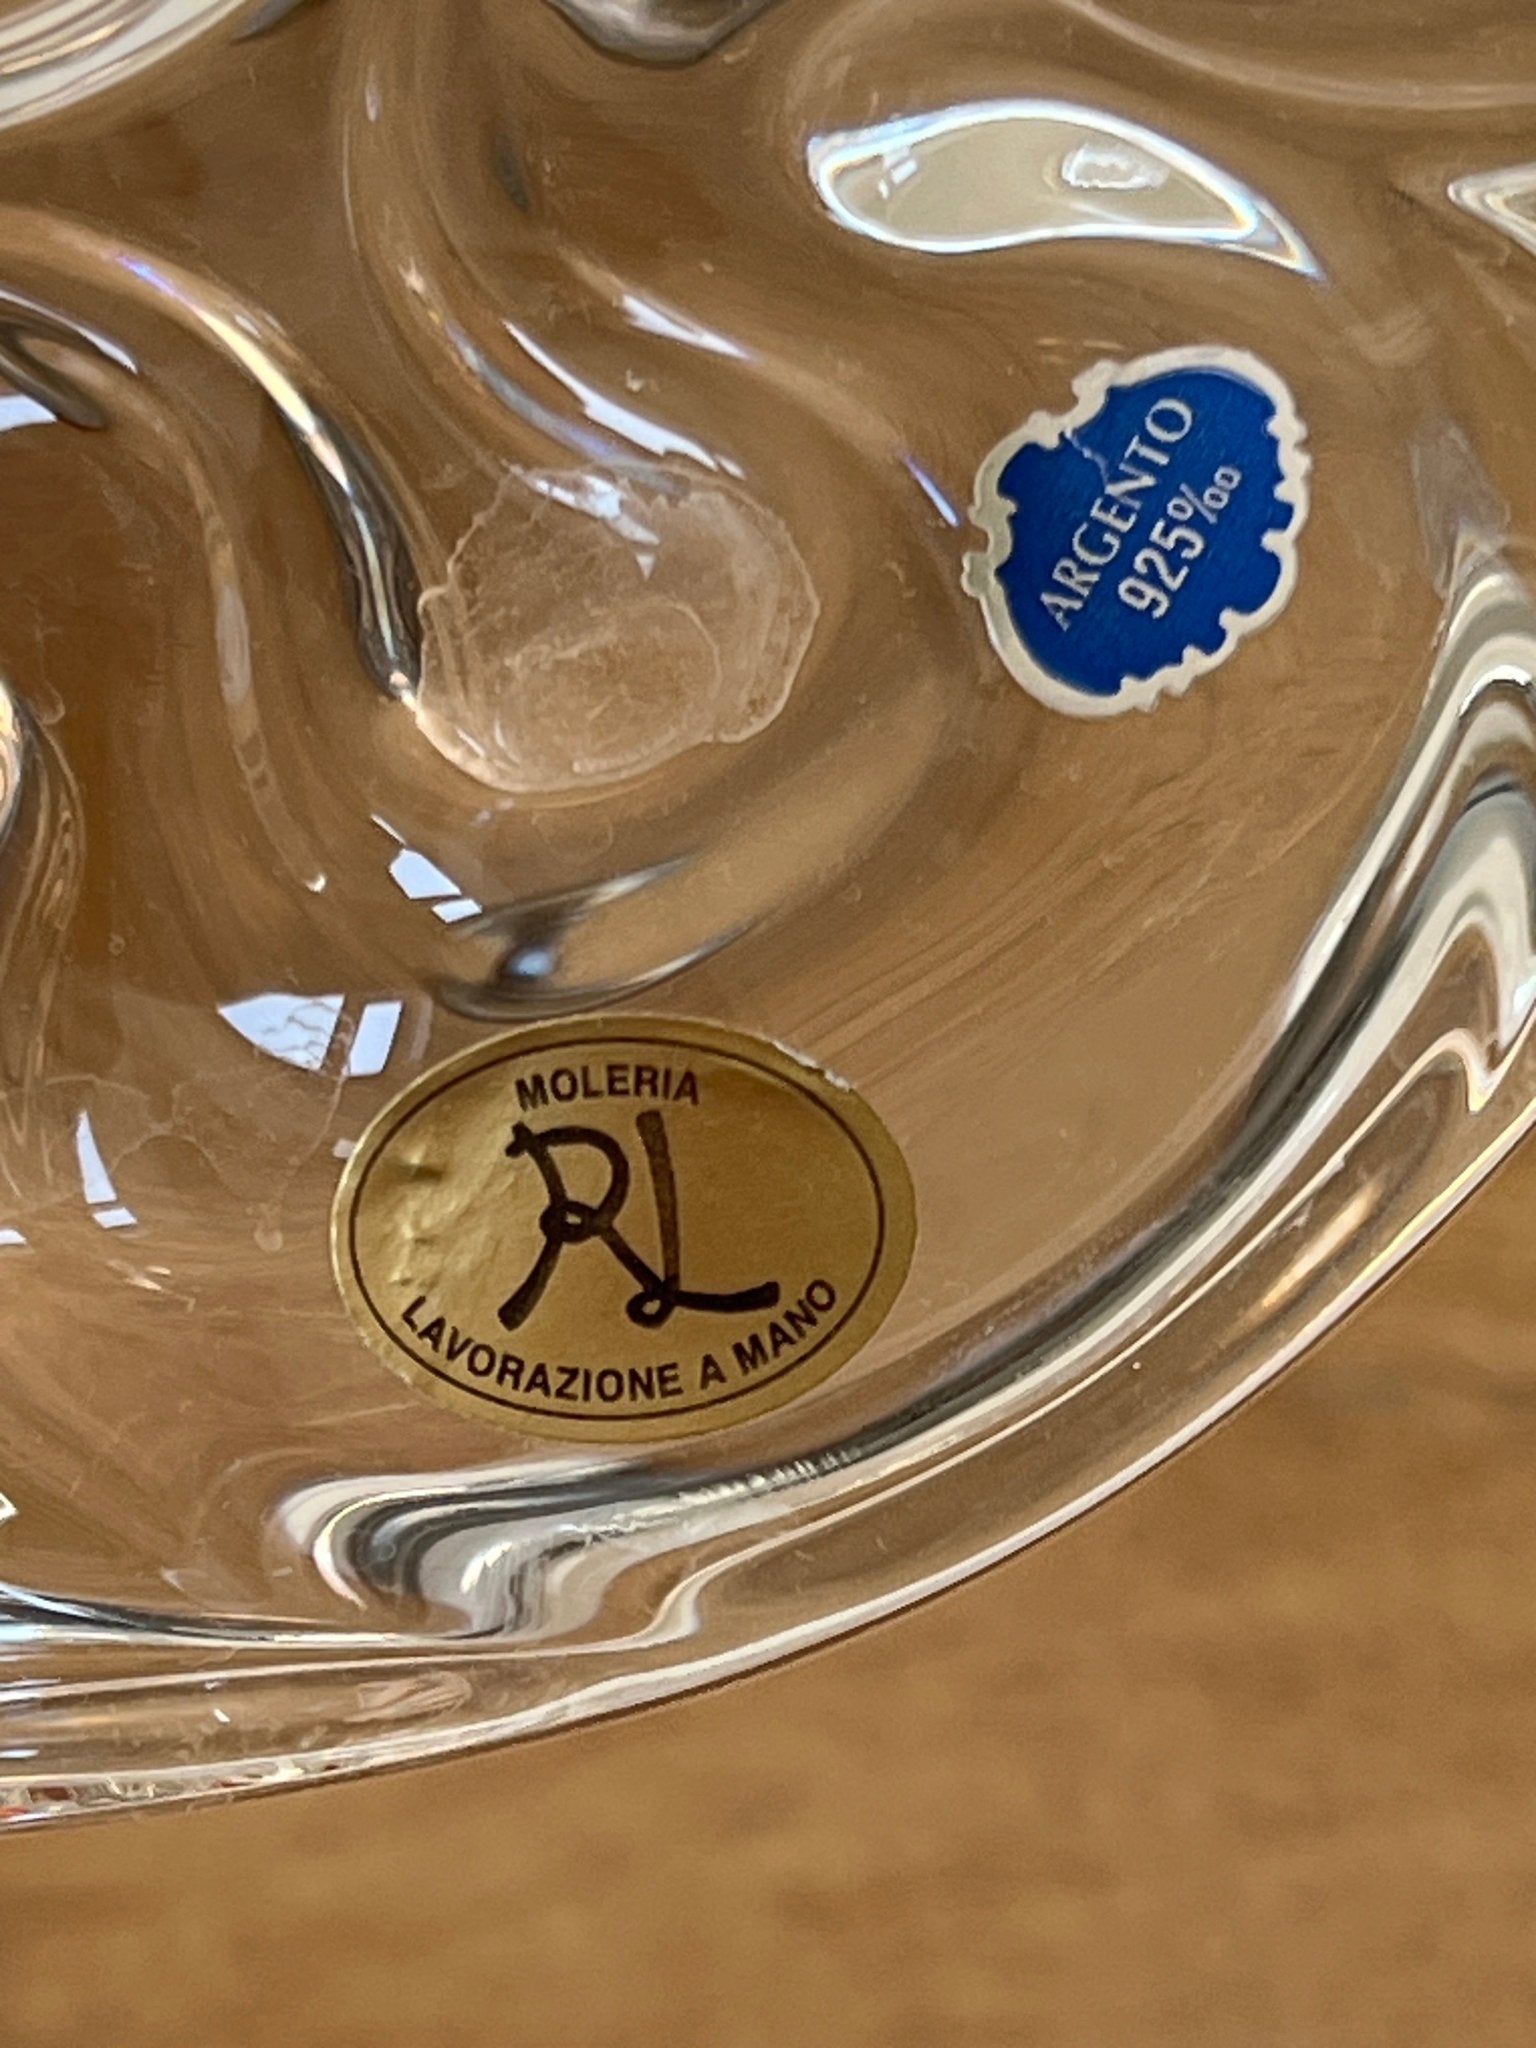 ARGENTO
925‰
MOLERIA
RL
LAVORAZIONE A MANO